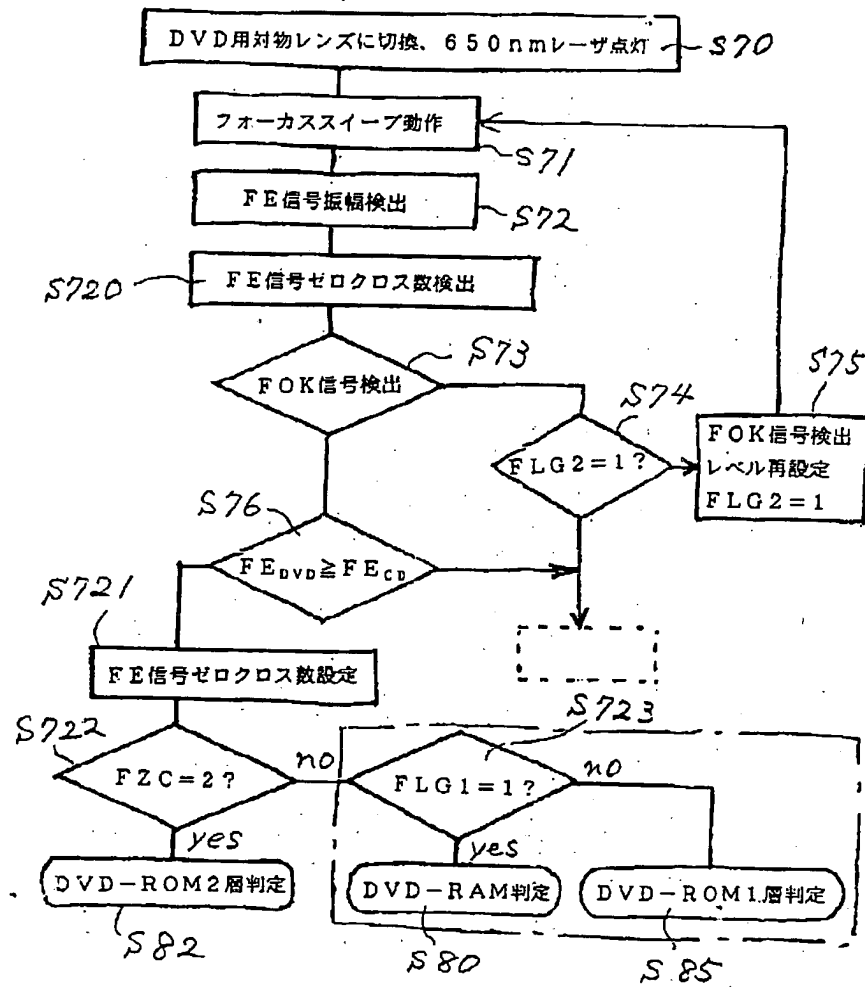 DVD用対物レンズに切換、650nmレーザ点灯
S70
フォーカススイープ動作
S71
FE信号振幅検出
S72
S720
FE信号ゼロクロス数検出
FOK信号検出
S73
FLG2=1?
S74
S75
FOK信号検出
レベル再設定
FLG2=1
S76
FE_DVD≧FE_CD
S721
FE信号ゼロクロス数設定
S722
FZC=2?
no
yes
S723
FLG1=1?
no
yes
DVD-ROM2層判定
S82
DVD-RAM判定
S80
DVD-ROM1層判定
S85